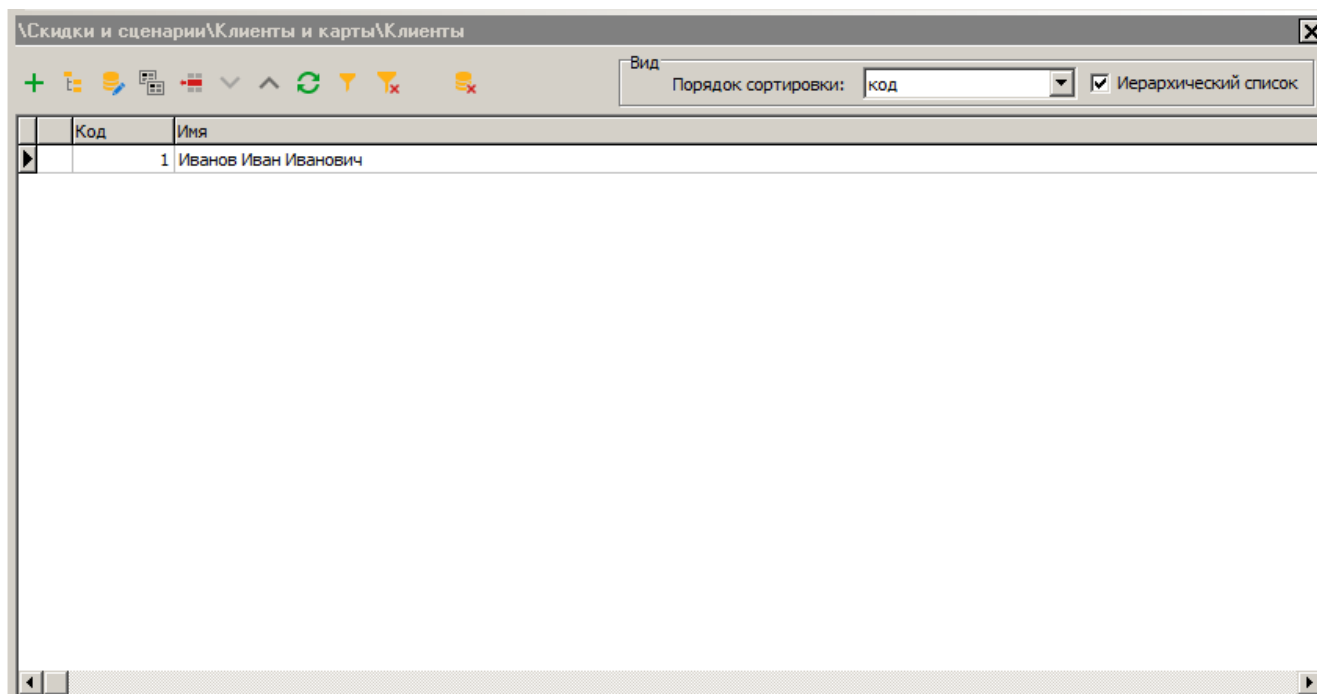 \Скидки и сценарии\Клиенты и карты\Клиенты
Вид
Порядок сортировки: код Иерархический список
Код Имя
1 Иванов Иван Иванович